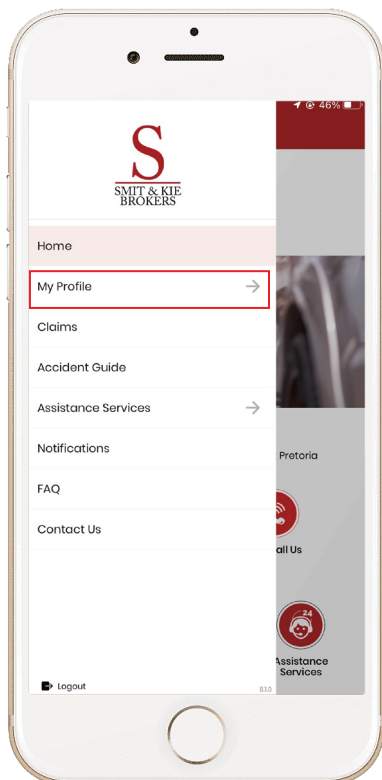 46%
S
SMIT & KIE
BROKERS
Home
My Profile
Claims
Accident Guide
Assistance Services
Notifications
Pretoria
FAQ
Contact Us
all Us
24
Assistance
Services
Logout